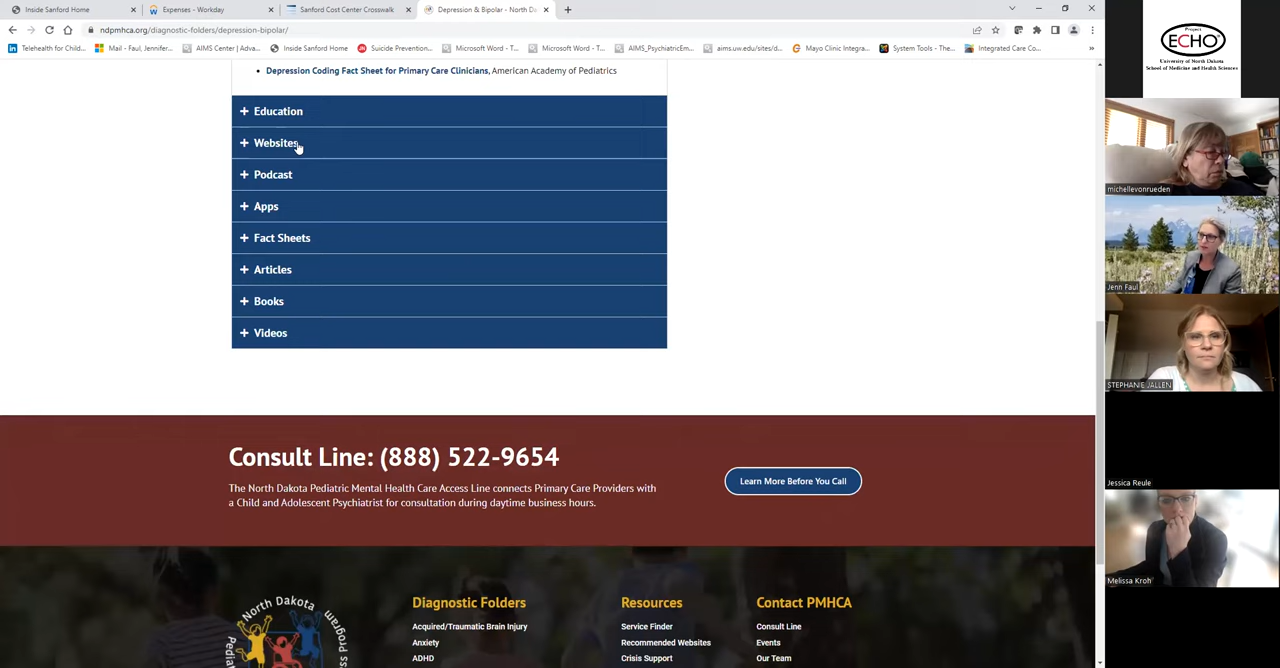 Inside Sanford Home
Expenses - Workday
Sanford Cost Center Crosswalk
Depression & Bipolar - North Da
ndpmhca.org/diagnostic-folders/depression-bipolar/
Telehealth for Child...
Mail - Faul, Jennifer...
AIMS Center | Adva...
Inside Sanford Home
Suicide Prevention...
Microsoft Word - T...
Microsoft Word - T...
AIMS_PsychiatricEm...
aims.uw.edu/sites/d...
Mayo Clinic Integra...
System Tools - The...
Integrated Care Co...
• Depression Coding Fact Sheet for Primary Care Clinicians, American Academy of Pediatrics
+ Education
+ Websites
+ Podcast
+ Apps
+ Fact Sheets
+ Articles
+ Books
+ Videos
Consult Line: (888) 522-9654
The North Dakota Pediatric Mental Health Care Access Line connects Primary Care Providers with
a Child and Adolescent Psychiatrist for consultation during daytime business hours.
Learn More Before You Call
North Dakota
Diagnostic Folders
Acquired/Traumatic Brain Injury
Anxiety
ADHD
Resources
Service Finder
Recommended Websites
Crisis Support
Contact PMHCA
Consult Line
Events
Our Team
Project
ECHO
University of North Dakota
School of Medicine and Health Sciences
michellevonrueden
Jenn Faul
STEPHANIE JALLEN
Jessica Reule
Melissa Kroh